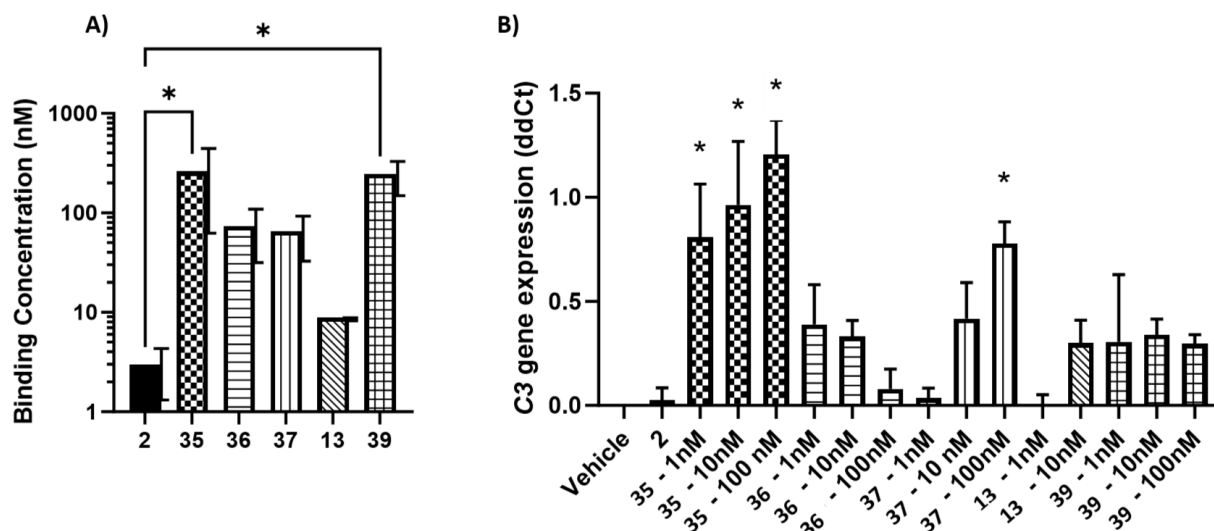 A)
*
*
Binding Concentration (nM)
1000
100
10
1
2 35 36 37 13 39
B)
C3 gene expression (ddCt)
1.5
1.0
0.5
0.0
* * * *
Vehicle
2
35 - 1nM
35 - 10nM
35 - 100 nM
36 - 1nM
36 - 10nM
36 - 100nM
37 - 1nM
37 - 10 nM
37 - 100nM
13 - 1nM
13 - 10nM
39 - 1nM
39 - 10nM
39 - 100nM